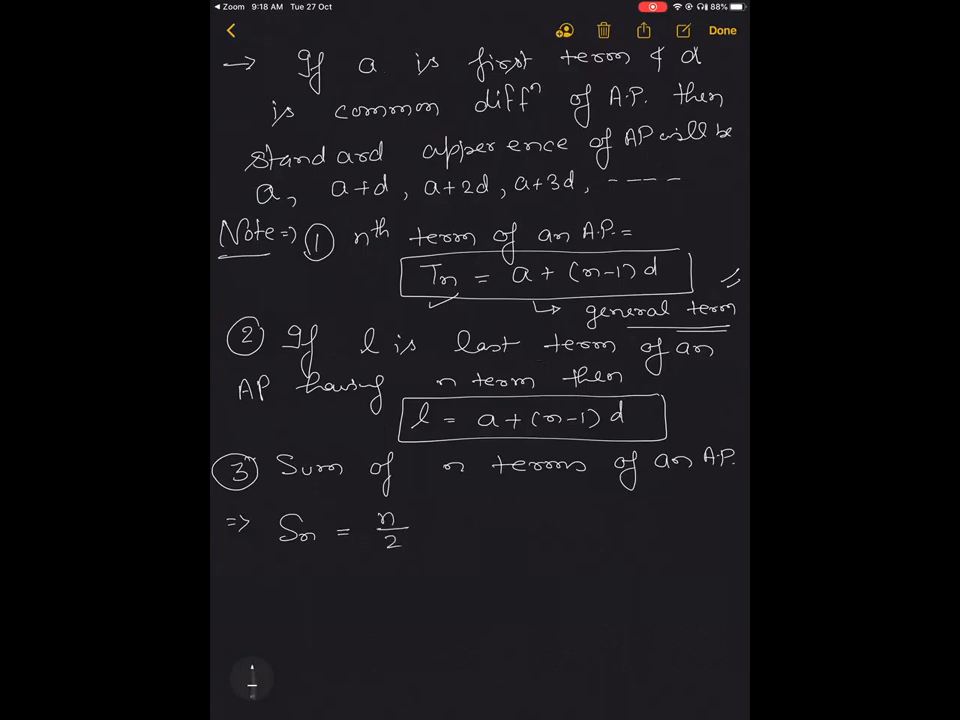 Zoom 9:18 AM Tue 27 Oct 88%
Done
→ If a is first term & d
is common diffⁿ of A.P. then
standard apperence of AP will be
a, a+d, a+2d, a+3d, ----
Note ⇒ ① nth term of an A.P. =
Tn = a + (n-1) d
↳ general term
② If l is last term of an
AP having n term then
l = a + (n-1) d
③ Sum of n terms of an A.P.
⇒ Sn = n/2